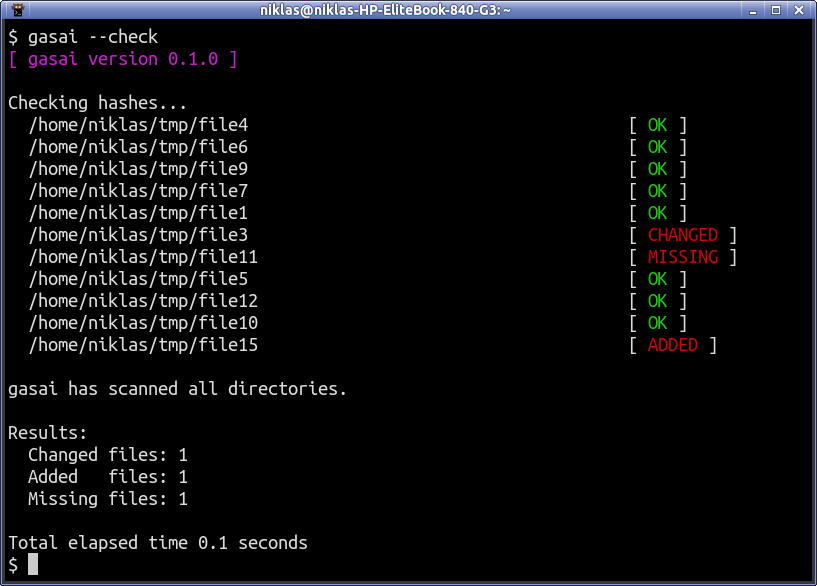 niklas@niklas-HP-EliteBook-840-G3: ~
$ gasai --check
[ gasai version 0.1.0 ]
Checking hashes...
/home/niklas/tmp/file4 [ OK ]
/home/niklas/tmp/file6 [ OK ]
/home/niklas/tmp/file9 [ OK ]
/home/niklas/tmp/file7 [ OK ]
/home/niklas/tmp/file1 [ OK ]
/home/niklas/tmp/file3 [ CHANGED ]
/home/niklas/tmp/file11 [ MISSING ]
/home/niklas/tmp/file5 [ OK ]
/home/niklas/tmp/file12 [ OK ]
/home/niklas/tmp/file10 [ OK ]
/home/niklas/tmp/file15 [ ADDED ]
gasai has scanned all directories.
Results:
Changed files: 1
Added   files: 1
Missing files: 1
Total elapsed time 0.1 seconds
$